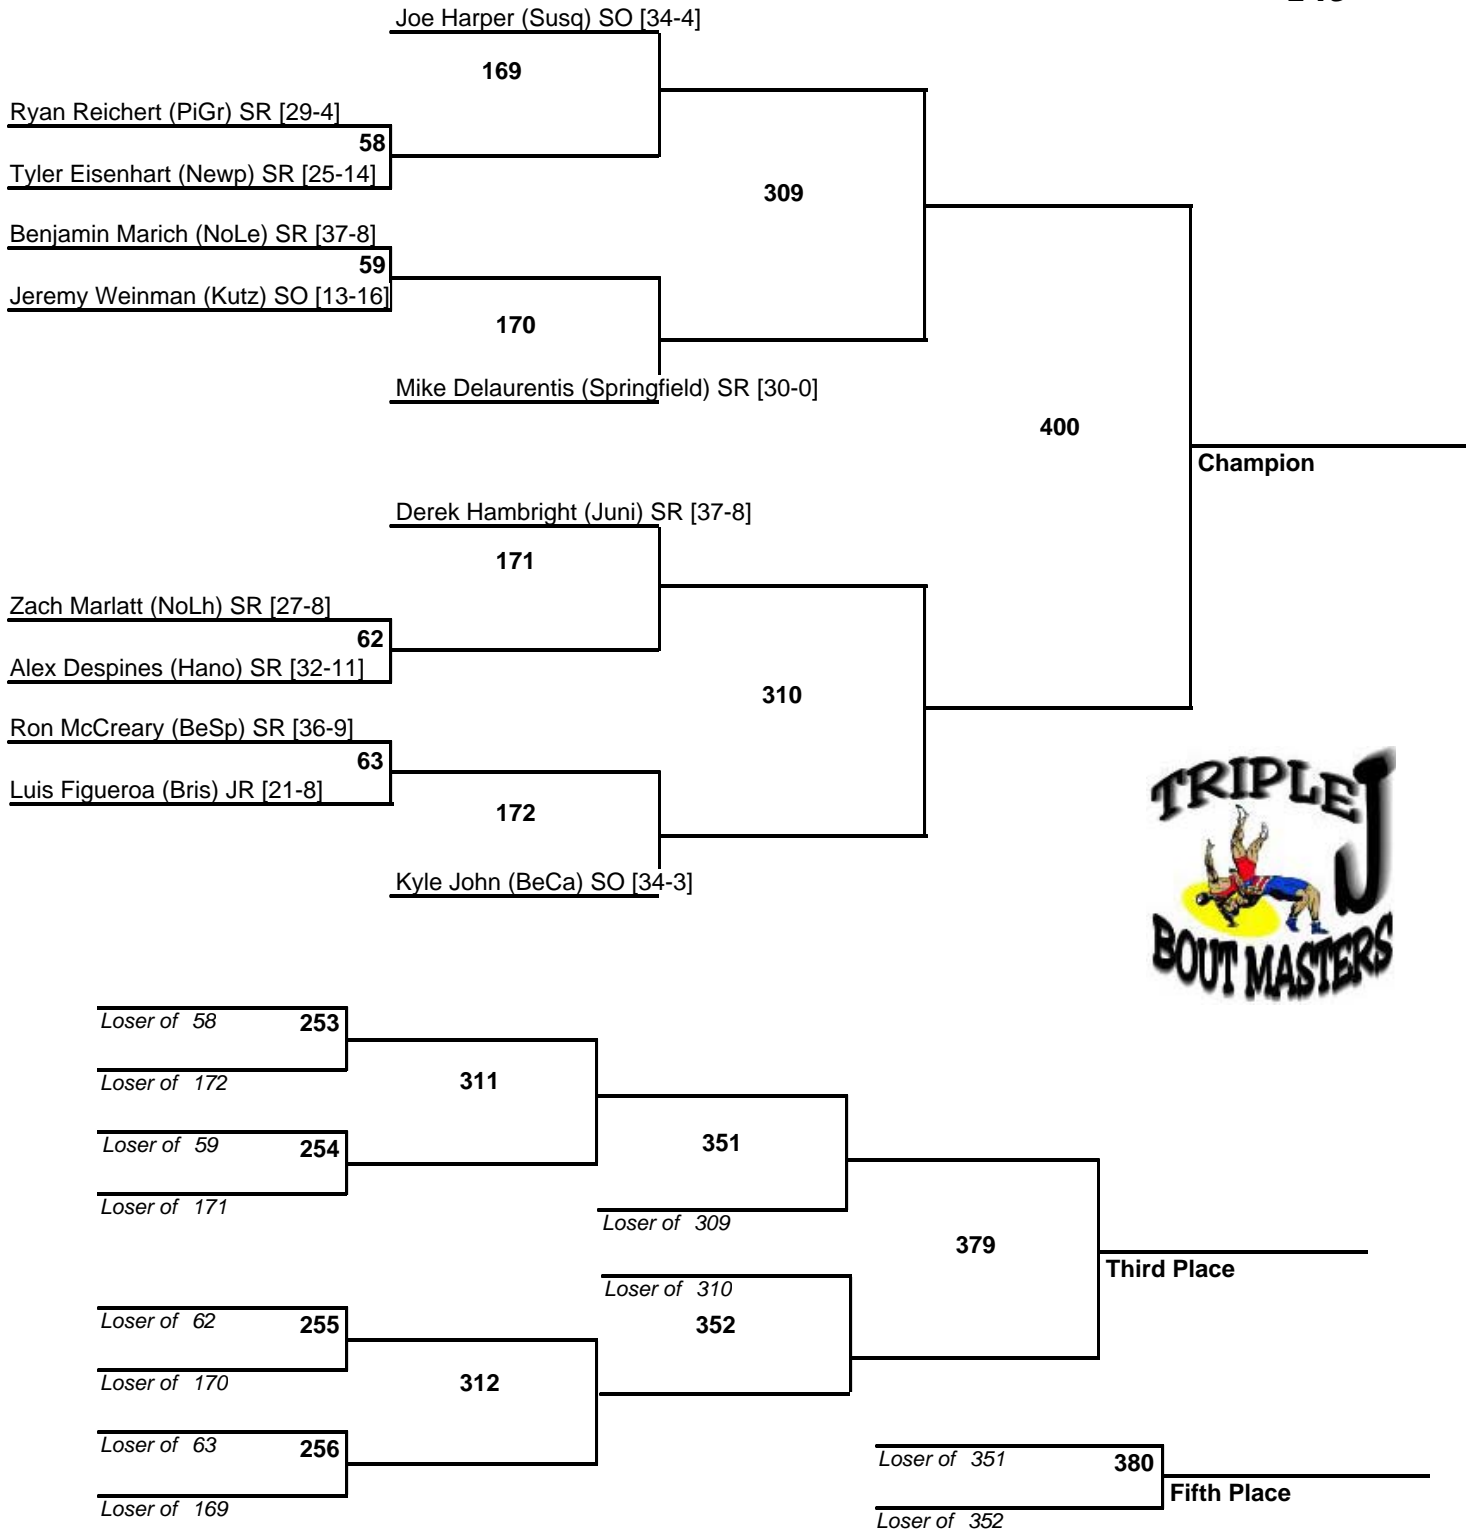 Joe Harper (Susq) SO [34-4]
169
Ryan Reichert (PiGr) SR [29-4]
58
Tyler Eisenhart (Newp) SR [25-14]
309
Benjamin Marich (NoLe) SR [37-8]
59
Jeremy Weinman (Kutz) SO [13-16]
170
Mike Delaurentis (Springfield) SR [30-0]
400
Champion
Derek Hambright (Juni) SR [37-8]
171
Zach Marlatt (NoLh) SR [27-8]
62
Alex Despines (Hano) SR [32-11]
310
Ron McCreary (BeSp) SR [36-9]
63
Luis Figueroa (Bris) JR [21-8]
172
Kyle John (BeCa) SO [34-3]
TRIPLE J
BOUT MASTERS
Loser of 58
253
Loser of 172
311
Loser of 59
254
Loser of 171
351
Loser of 309
379
Third Place
Loser of 310
352
Loser of 62
255
Loser of 170
312
Loser of 63
256
Loser of 169
Loser of 351
380
Fifth Place
Loser of 352